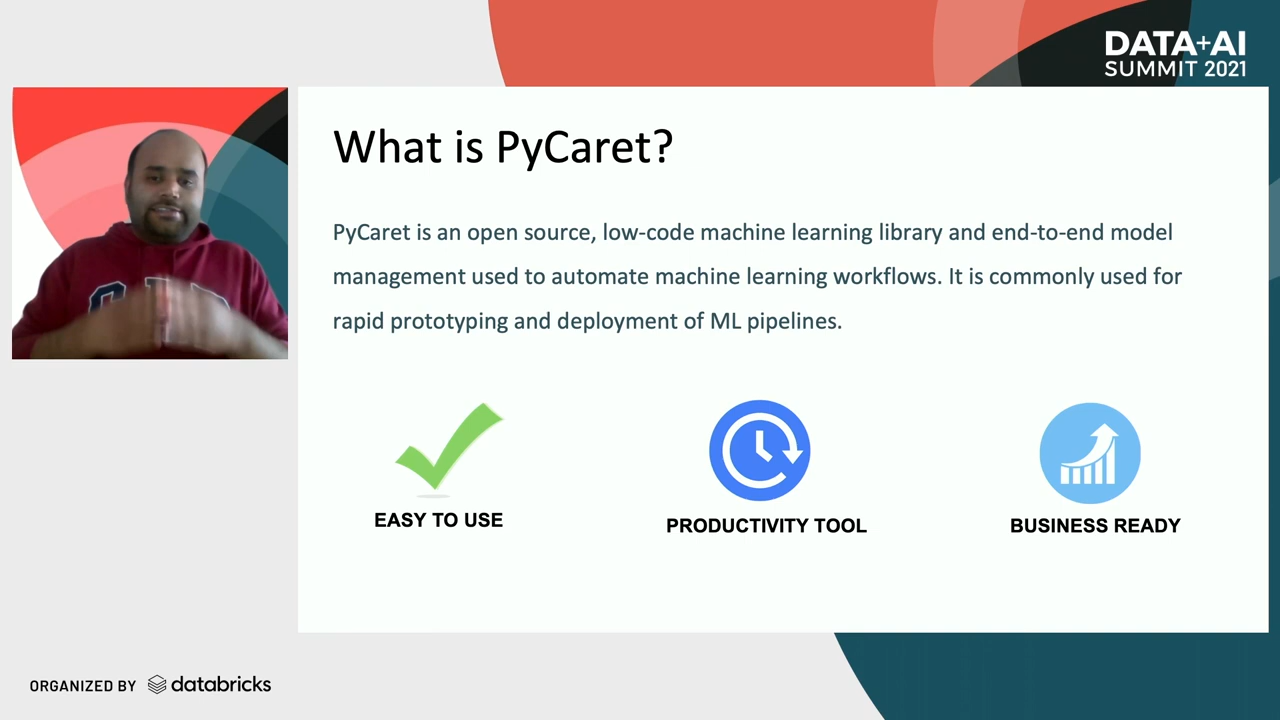 DATA+AI
SUMMIT 2021
What is PyCaret?
PyCaret is an open source, low-code machine learning library and end-to-end model
management used to automate machine learning workflows. It is commonly used for
rapid prototyping and deployment of ML pipelines.
EASY TO USE
PRODUCTIVITY TOOL
BUSINESS READY
ORGANIZED BY databricks